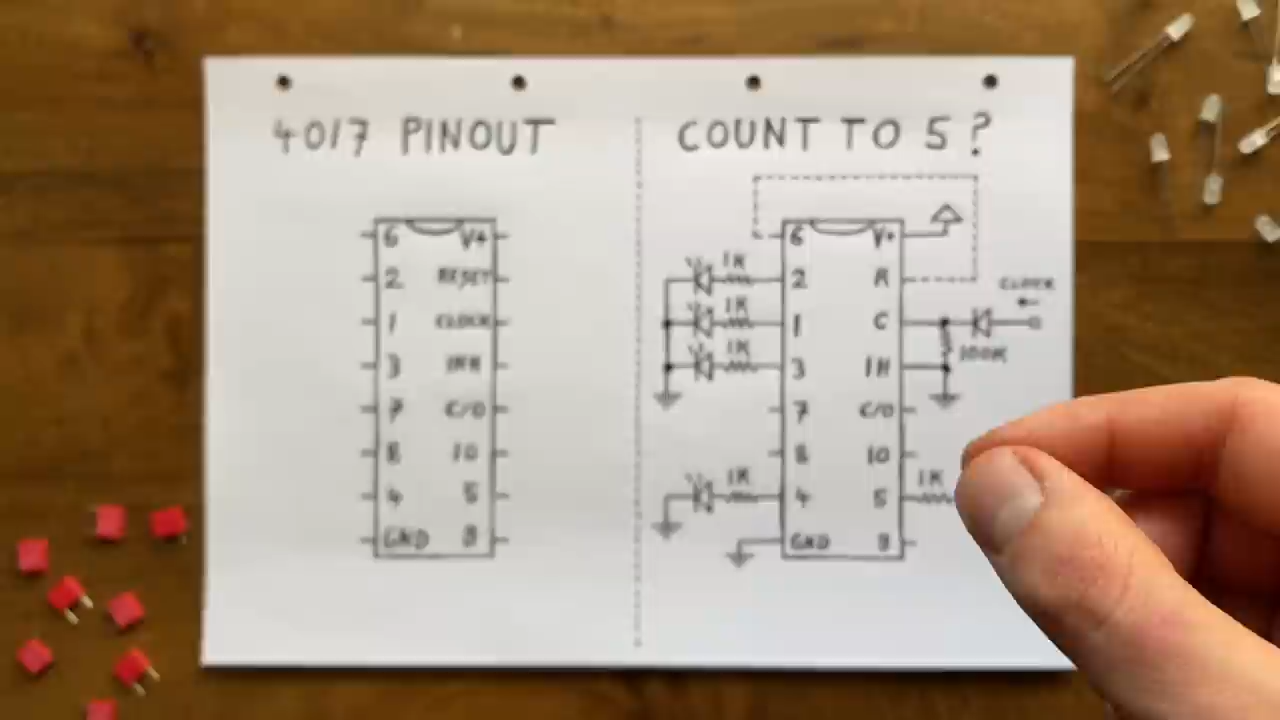 4017 PINOUT
6 V+
2 RESET
1 CLOCK
3 INH
7 C/O
8 10
4 5
GND 9
COUNT TO 5?
6 V+
1K 2 R
CLOCK
1K 1 C
100K
1K 3 IH
7 C/O
8 10
1K 4 5 1K
GND 9